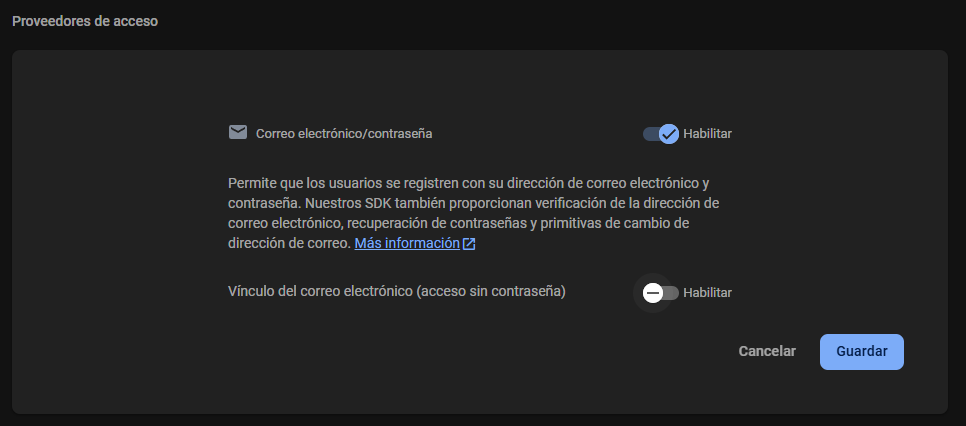 Proveedores de acceso
Correo electrónico/contraseña
Habilitar
Permite que los usuarios se registren con su dirección de correo electrónico y
contraseña. Nuestros SDK también proporcionan verificación de la dirección de
correo electrónico, recuperación de contraseñas y primitivas de cambio de
dirección de correo. Más información
Vínculo del correo electrónico (acceso sin contraseña)
Habilitar
Cancelar
Guardar